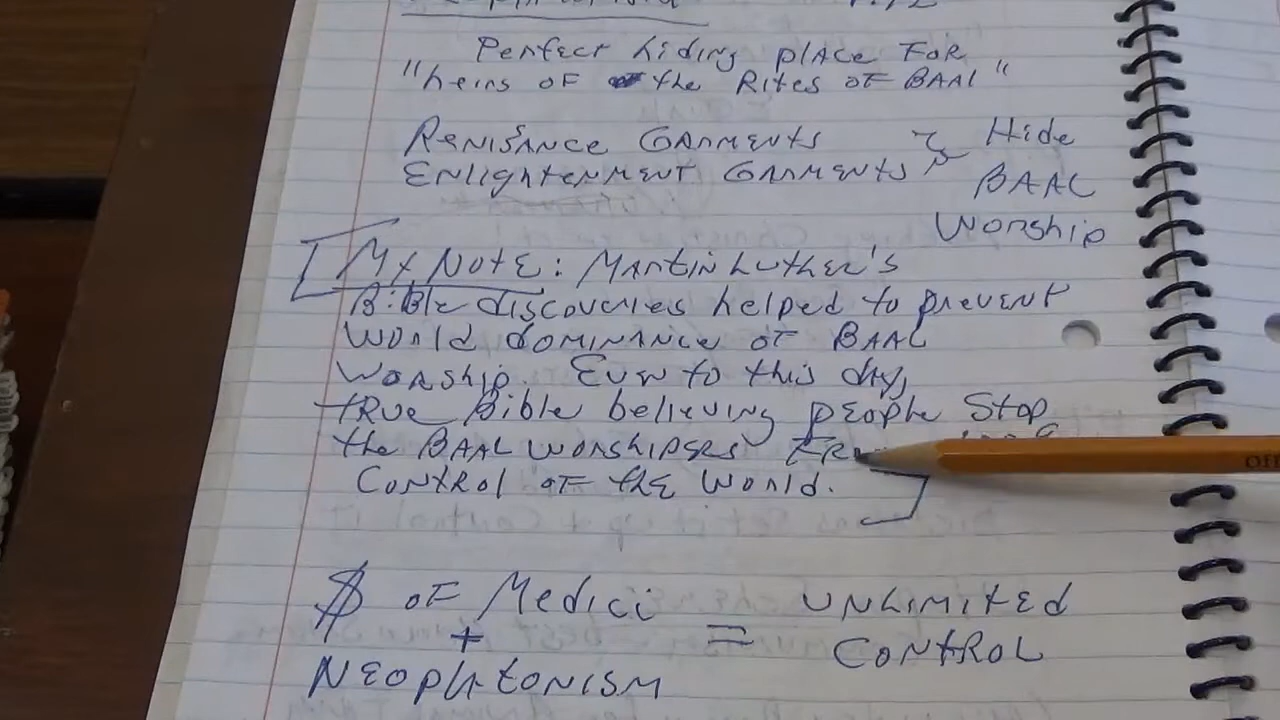 Perfect hiding place For
"heirs of the Rites of BAAL"
Renisance Garments
Enlightenment Garments
Hide
BAAL
Worship
My Note: Martin Luther's
Bible discoveries helped to prevent
World dominance of BAAL
Worship. Even to this day,
true Bible believing people Stop
the BAAL Worshipers
Control of the World.
$ of Medici
+
Neoplatonism
=
UNLIMITED
CONTROL